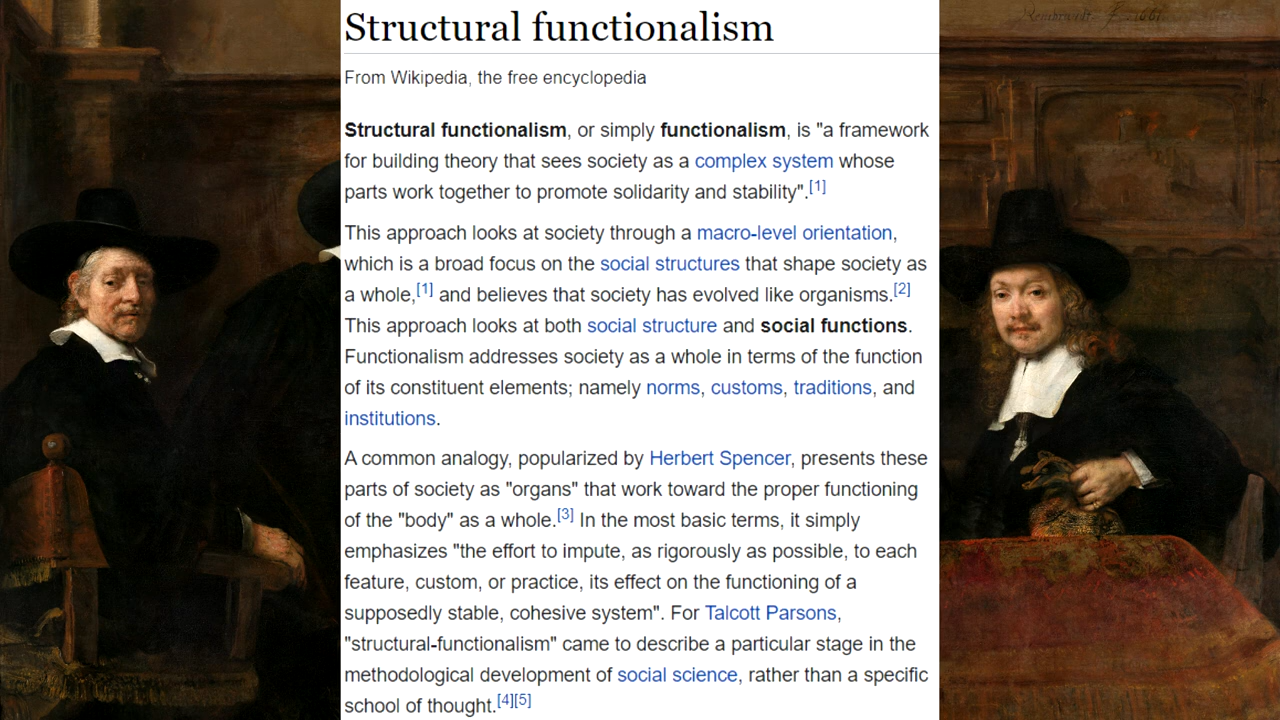 Structural functionalism
From Wikipedia, the free encyclopedia
Structural functionalism, or simply functionalism, is "a framework
for building theory that sees society as a complex system whose
parts work together to promote solidarity and stability".[1]
This approach looks at society through a macro-level orientation,
which is a broad focus on the social structures that shape society as
a whole,[1] and believes that society has evolved like organisms.[2]
This approach looks at both social structure and social functions.
Functionalism addresses society as a whole in terms of the function
of its constituent elements; namely norms, customs, traditions, and
institutions.
A common analogy, popularized by Herbert Spencer, presents these
parts of society as "organs" that work toward the proper functioning
of the "body" as a whole.[3] In the most basic terms, it simply
emphasizes "the effort to impute, as rigorously as possible, to each
feature, custom, or practice, its effect on the functioning of a
supposedly stable, cohesive system". For Talcott Parsons,
"structural-functionalism" came to describe a particular stage in the
methodological development of social science, rather than a specific
school of thought.[4][5]